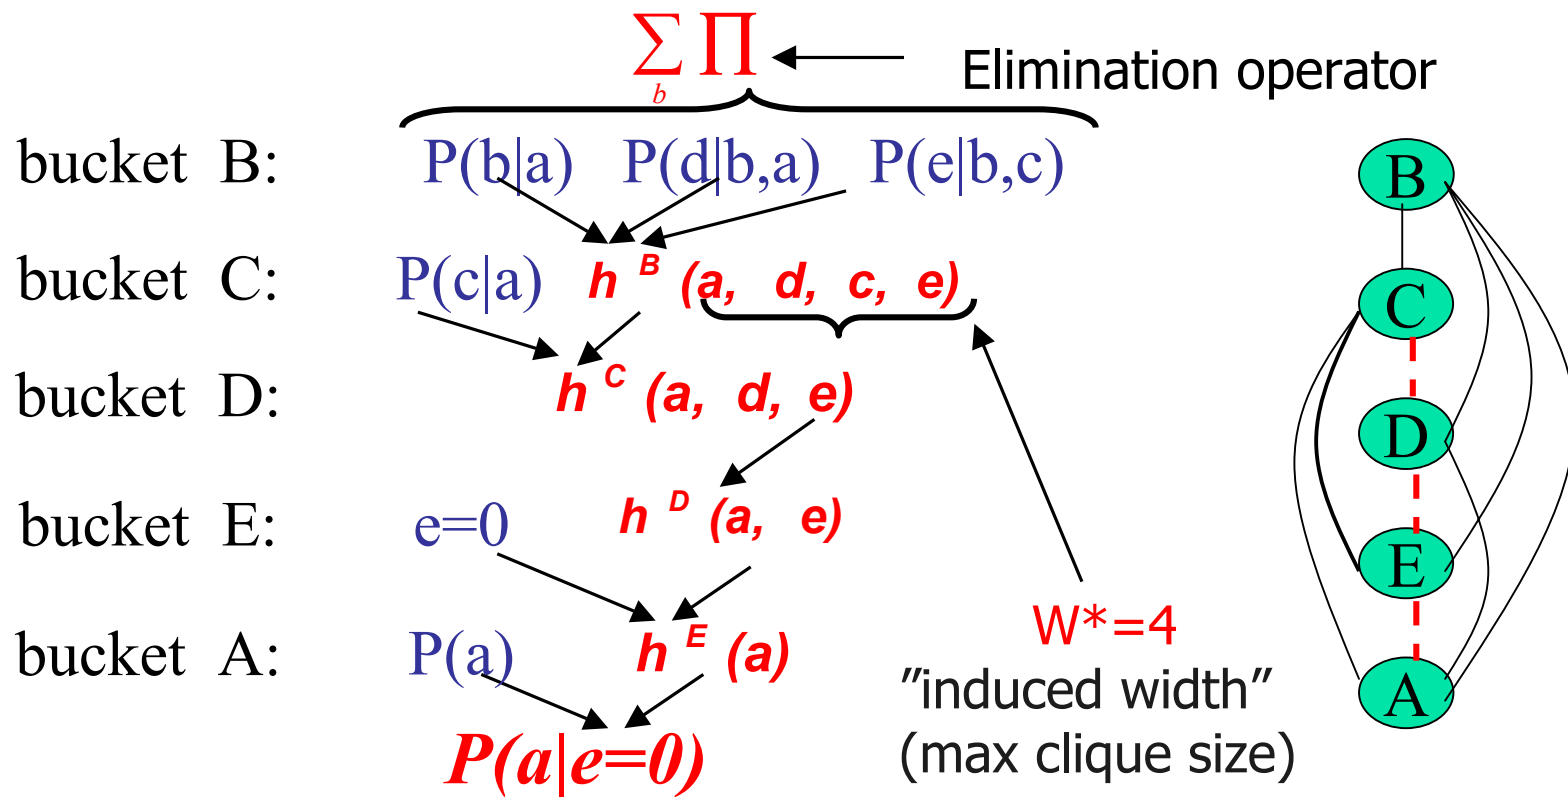 ∑ ∏
b
Elimination operator
bucket B: P(b|a) P(d|b,a) P(e|b,c)
bucket C: P(c|a) h ᴮ (a, d, c, e)
bucket D: h ᶜ (a, d, e)
bucket E: e=0 h ᴰ (a, e)
bucket A: P(a) h ᴱ (a)
P(a|e=0)
W*=4
”induced width”
(max clique size)
B
C
D
E
A